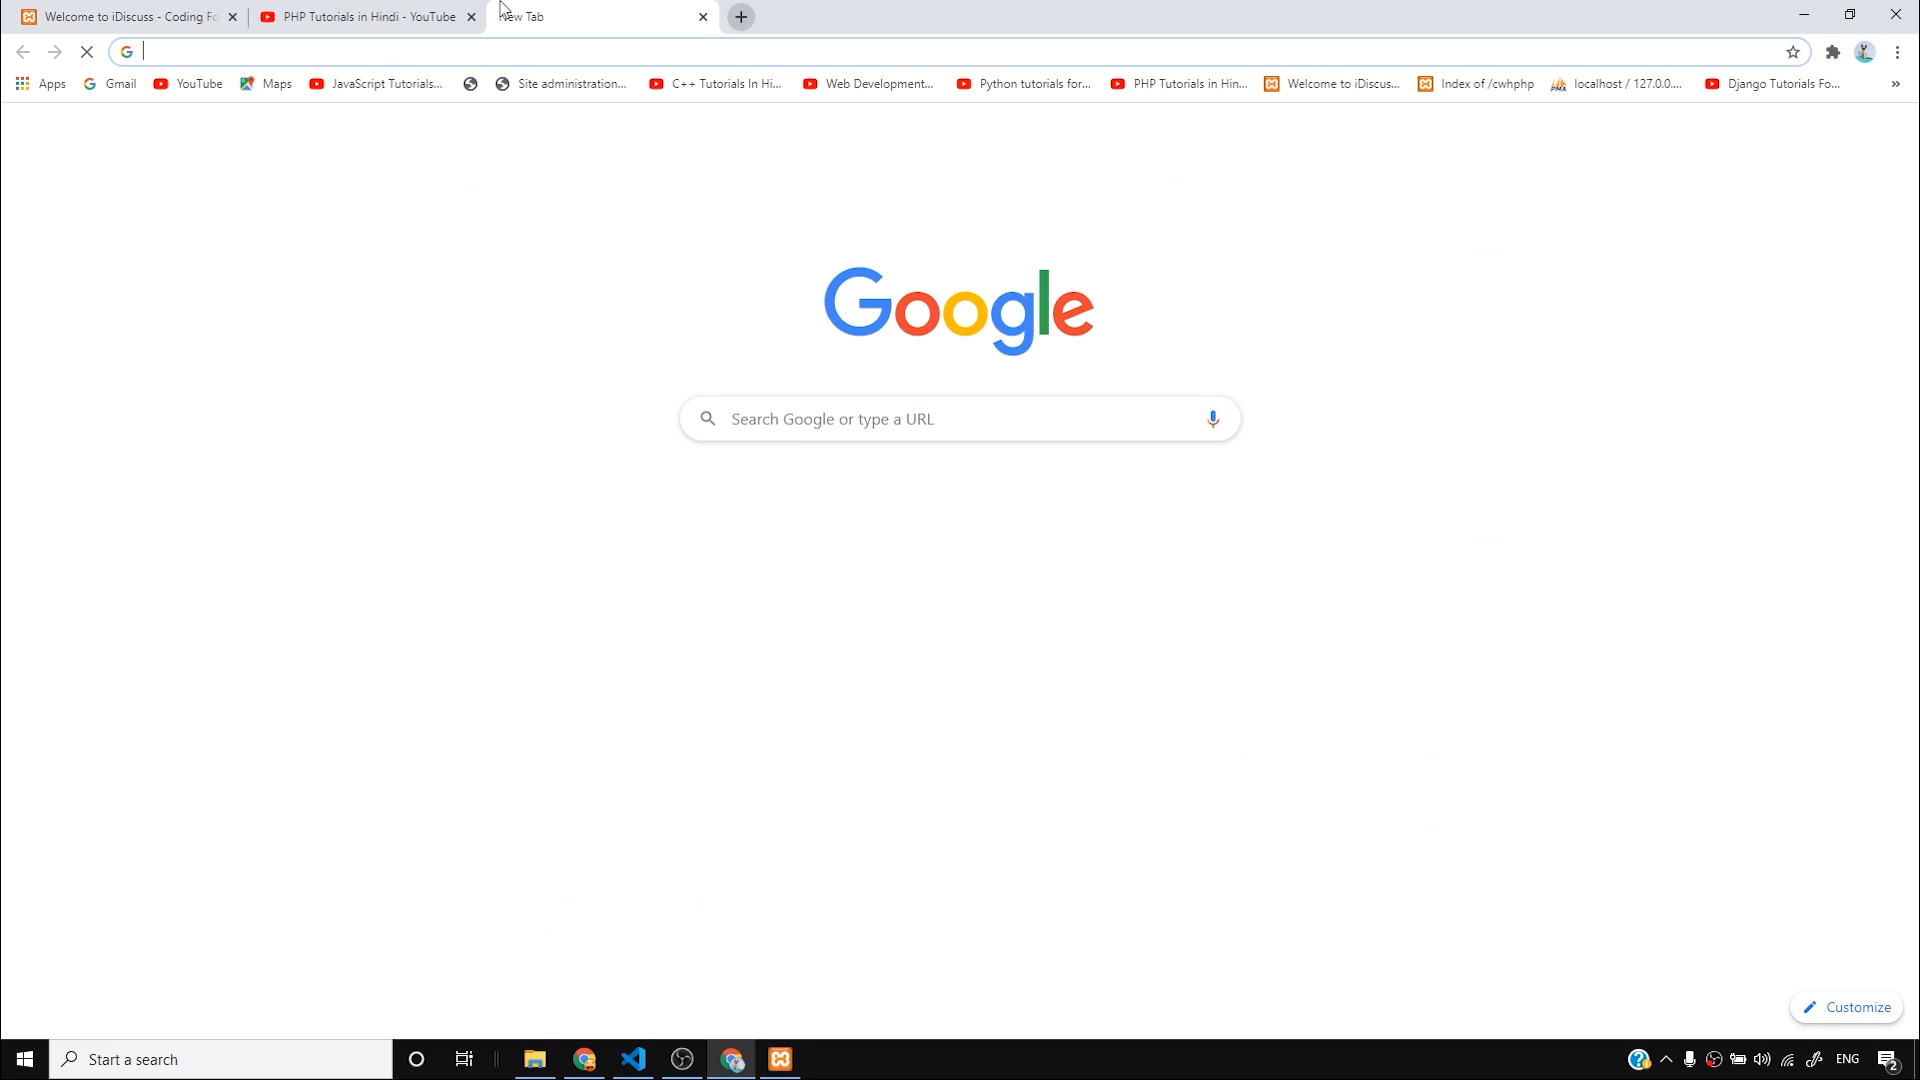 Welcome to iDiscuss - Coding Fo
PHP Tutorials in Hindi - YouTube
New Tab
Apps
Gmail
YouTube
Maps
JavaScript Tutorials...
Site administration...
C++ Tutorials In Hi...
Web Development...
Python tutorials for...
PHP Tutorials in Hin...
Welcome to iDiscus...
Index of /cwhphp
localhost / 127.0.0....
Django Tutorials Fo...
»
Google
Search Google or type a URL
Customize
Start a search
ENG
2